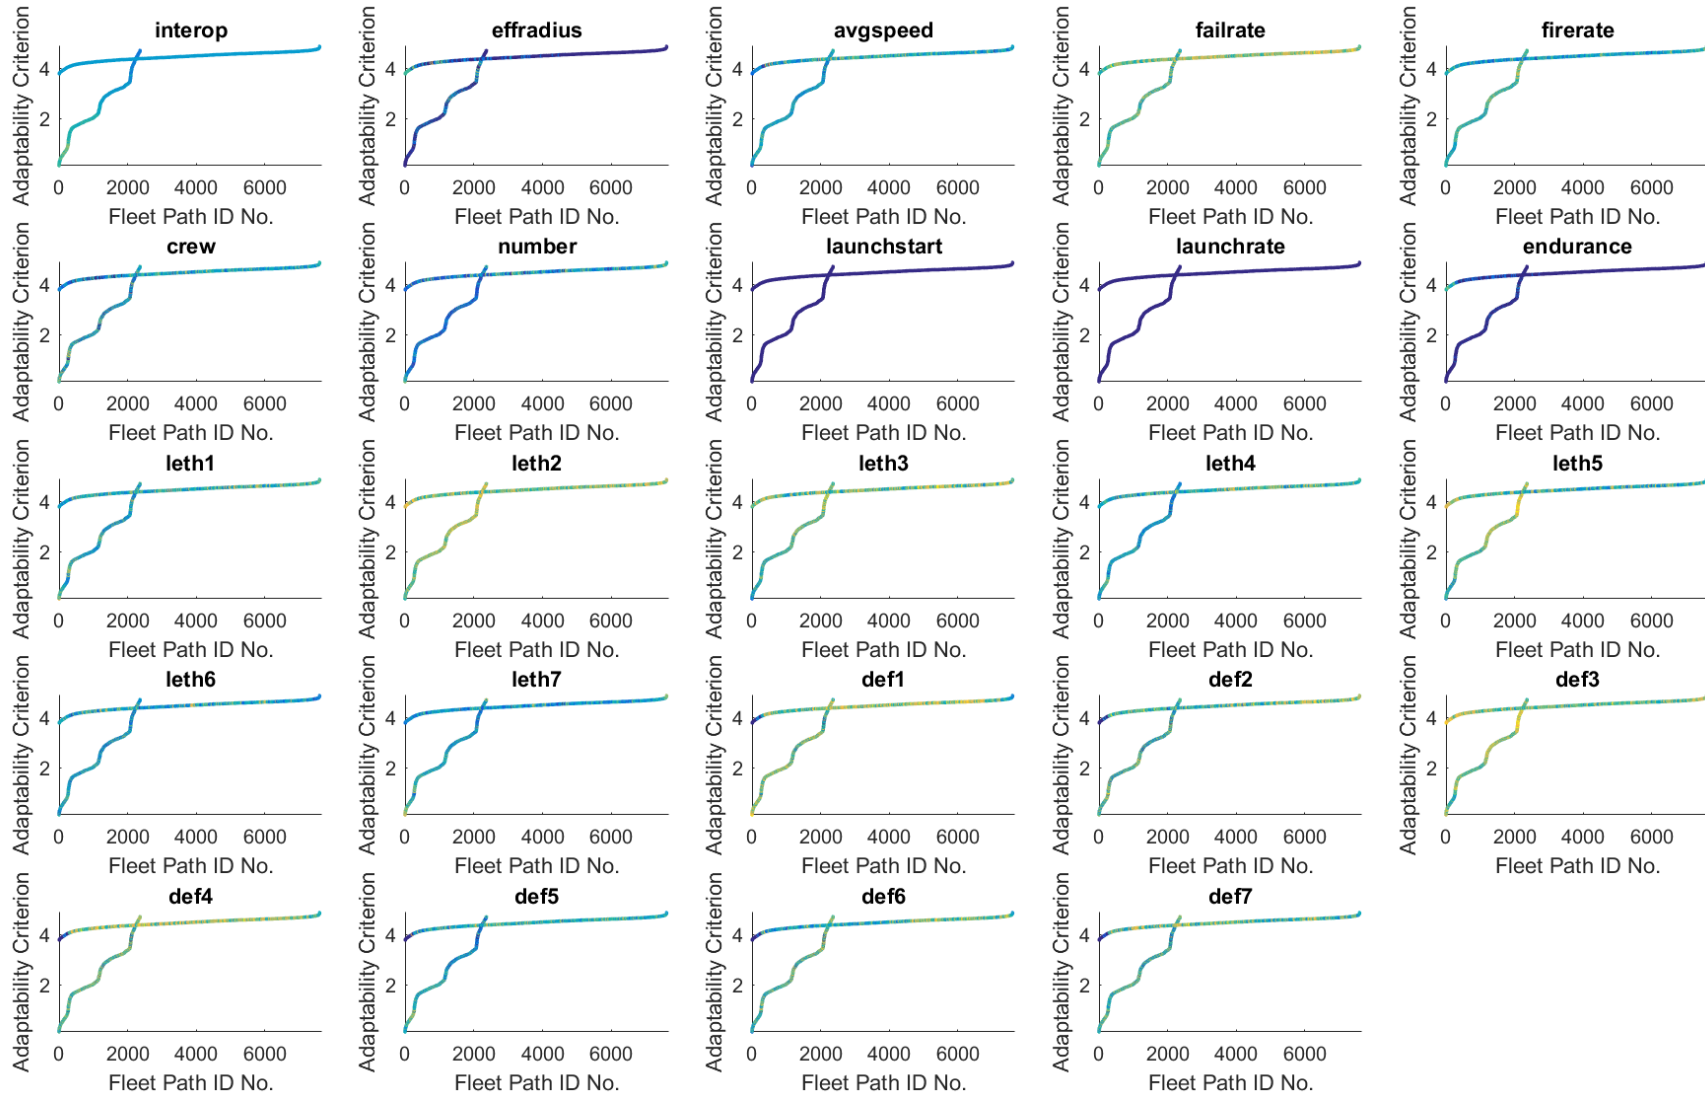 interop
effradius
avgspeed
failrate
firerate
Adaptability Criterion
4
2
0 2000 4000 6000
Fleet Path ID No.
Adaptability Criterion
4
2
0 2000 4000 6000
Fleet Path ID No.
Adaptability Criterion
4
2
0 2000 4000 6000
Fleet Path ID No.
Adaptability Criterion
4
2
0 2000 4000 6000
Fleet Path ID No.
Adaptability Criterion
4
2
0 2000 4000 6000
Fleet Path ID No.
crew
number
launchstart
launchrate
endurance
Adaptability Criterion
4
2
0 2000 4000 6000
Fleet Path ID No.
Adaptability Criterion
4
2
0 2000 4000 6000
Fleet Path ID No.
Adaptability Criterion
4
2
0 2000 4000 6000
Fleet Path ID No.
Adaptability Criterion
4
2
0 2000 4000 6000
Fleet Path ID No.
Adaptability Criterion
4
2
0 2000 4000 6000
Fleet Path ID No.
leth1
leth2
leth3
leth4
leth5
Adaptability Criterion
4
2
0 2000 4000 6000
Fleet Path ID No.
Adaptability Criterion
4
2
0 2000 4000 6000
Fleet Path ID No.
Adaptability Criterion
4
2
0 2000 4000 6000
Fleet Path ID No.
Adaptability Criterion
4
2
0 2000 4000 6000
Fleet Path ID No.
Adaptability Criterion
4
2
0 2000 4000 6000
Fleet Path ID No.
leth6
leth7
def1
def2
def3
Adaptability Criterion
4
2
0 2000 4000 6000
Fleet Path ID No.
Adaptability Criterion
4
2
0 2000 4000 6000
Fleet Path ID No.
Adaptability Criterion
4
2
0 2000 4000 6000
Fleet Path ID No.
Adaptability Criterion
4
2
0 2000 4000 6000
Fleet Path ID No.
Adaptability Criterion
4
2
0 2000 4000 6000
Fleet Path ID No.
def4
def5
def6
def7
Adaptability Criterion
4
2
0 2000 4000 6000
Fleet Path ID No.
Adaptability Criterion
4
2
0 2000 4000 6000
Fleet Path ID No.
Adaptability Criterion
4
2
0 2000 4000 6000
Fleet Path ID No.
Adaptability Criterion
4
2
0 2000 4000 6000
Fleet Path ID No.